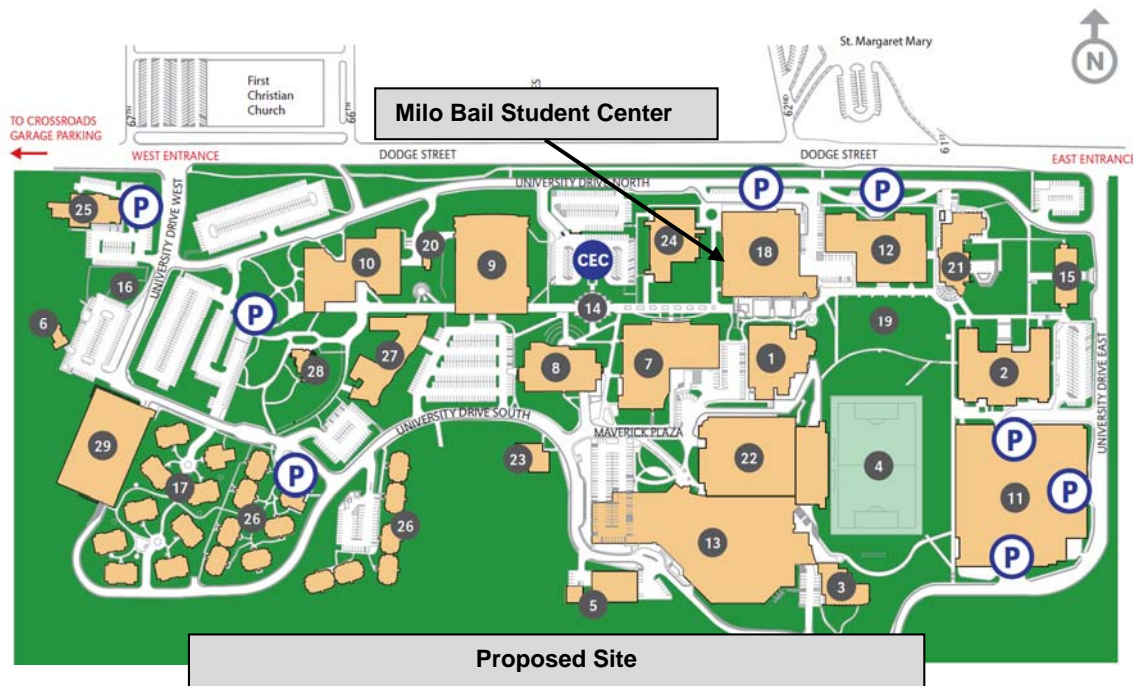 St. Margaret Mary
N
First
Christian
Church
67TH
66TH
ES
62ND
61ST
Milo Bail Student Center
TO CROSSROADS
GARAGE PARKING
WEST ENTRANCE
DODGE STREET
DODGE STREET
EAST ENTRANCE
UNIVERSITY DRIVE NORTH
UNIVERSITY DRIVE WEST
UNIVERSITY DRIVE EAST
UNIVERSITY DRIVE SOUTH
MAVERICK PLAZA
P
P
P
25
24
18
12
21
15
20
10
9
CEC
16
14
19
P
6
27
28
8
7
1
2
29
17
26
P
26
23
22
4
P
11
P
P
13
5
3
Proposed Site